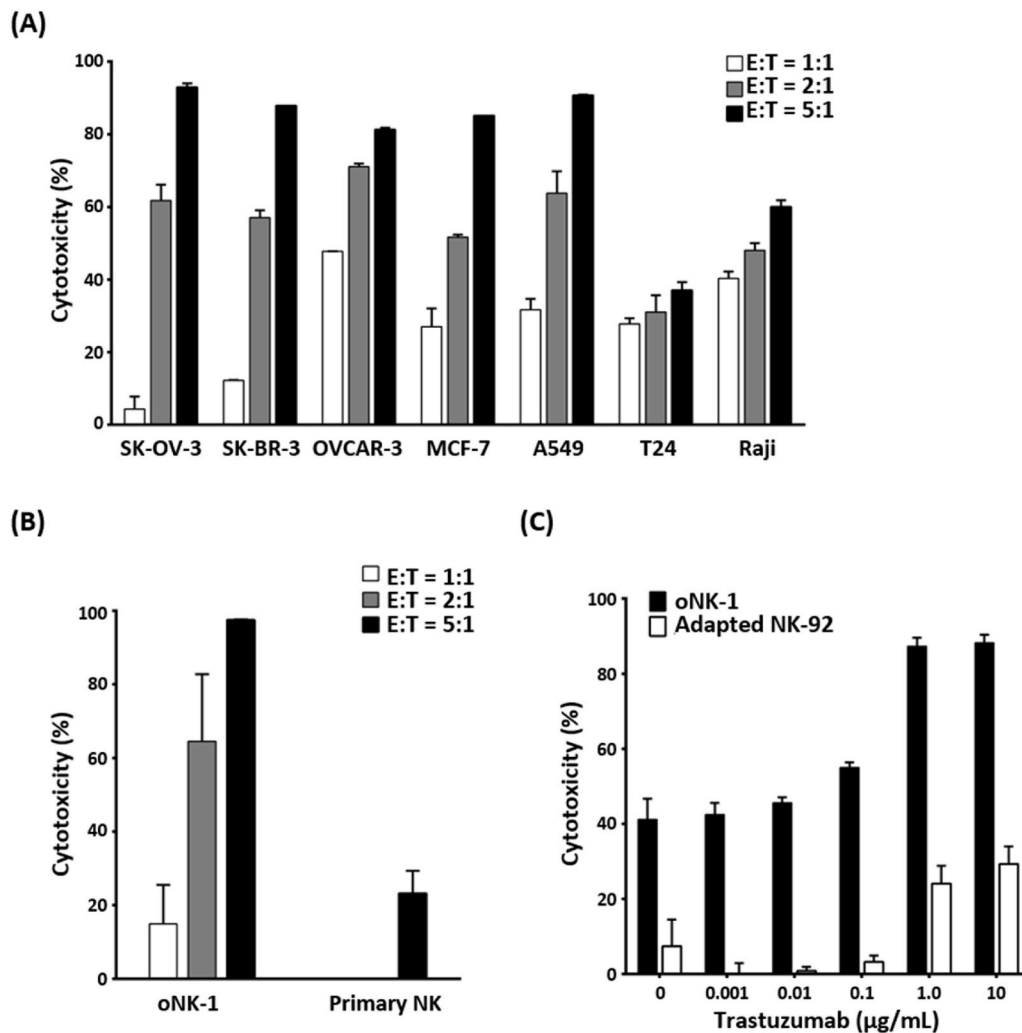 (A)
100
80
60
40
20
0
Cytotoxicity (%)
E:T = 1:1
E:T = 2:1
E:T = 5:1
SK-OV-3 SK-BR-3 OVCAR-3 MCF-7 A549 T24 Raji
(B)
100
80
60
40
20
0
Cytotoxicity (%)
E:T = 1:1
E:T = 2:1
E:T = 5:1
oNK-1 Primary NK
(C)
100
80
60
40
20
0
Cytotoxicity (%)
oNK-1
Adapted NK-92
0 0.001 0.01 0.1 1.0 10
Trastuzumab (µg/mL)